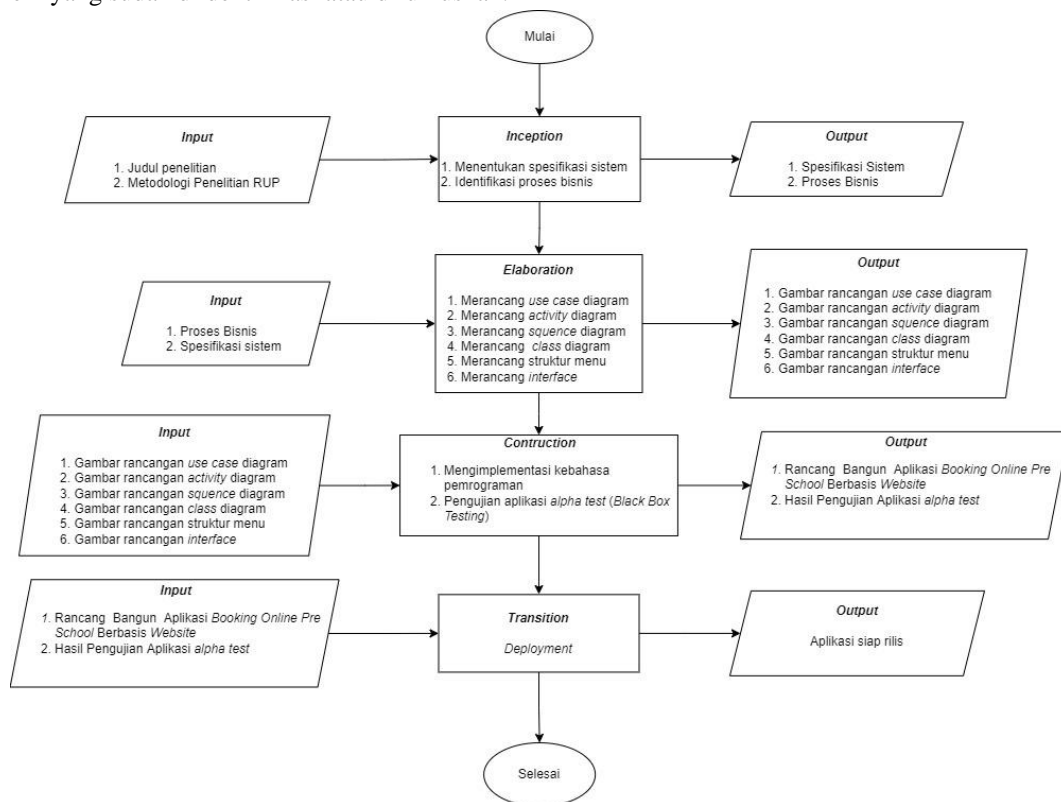 yang
Mulai
Input
1. Judul penelitian
2. Metodologi Penelitian RUP
Inception
1. Menentukan spesifikasi sistem
2. Identifikasi proses bisnis
Output
1. Spesifikasi Sistem
2. Proses Bisnis
Input
1. Proses Bisnis
2. Spesifikasi sistem
Elaboration
1. Merancang use case diagram
2. Merancang activity diagram
3. Merancang squence diagram
4. Merancang class diagram
5. Merancang struktur menu
6. Merancang interface
Output
1. Gambar rancangan use case diagram
2. Gambar rancangan activity diagram
3. Gambar rancangan squence diagram
4. Gambar rancangan class diagram
5. Gambar rancangan struktur menu
6. Gambar rancangan interface
Input
1. Gambar rancangan use case diagram
2. Gambar rancangan activity diagram
3. Gambar rancangan squence diagram
4. Gambar rancangan class diagram
5. Gambar rancangan struktur menu
6. Gambar rancangan interface
Contruction
1. Mengimplementasi kebahasa
pemrograman
2. Pengujian aplikasi alpha test (Black Box
Testing)
Output
1. Rancang Bangun Aplikasi Booking Online Pre
School Berbasis Website
2. Hasil Pengujian Aplikasi alpha test
Input
1. Rancang Bangun Aplikasi Booking Online Pre
School Berbasis Website
2. Hasil Pengujian Aplikasi alpha test
Transition
Deployment
Output
Aplikasi siap rilis
Selesai